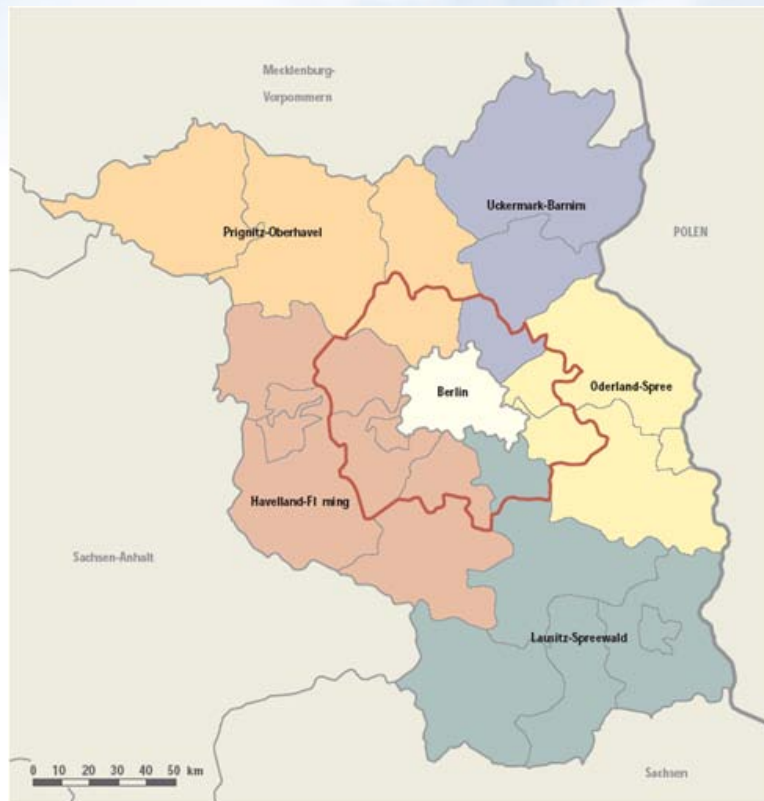 Mecklenburg-
Vorpommern
Uckermark-Barnim
Prignitz-Oberhavel
POLEN
Berlin
Oderland-Spree
Havelland-Fl ming
Sachsen-Anhalt
Lausitz-Spreewald
Sachsen
0 10 20 30 40 50 km